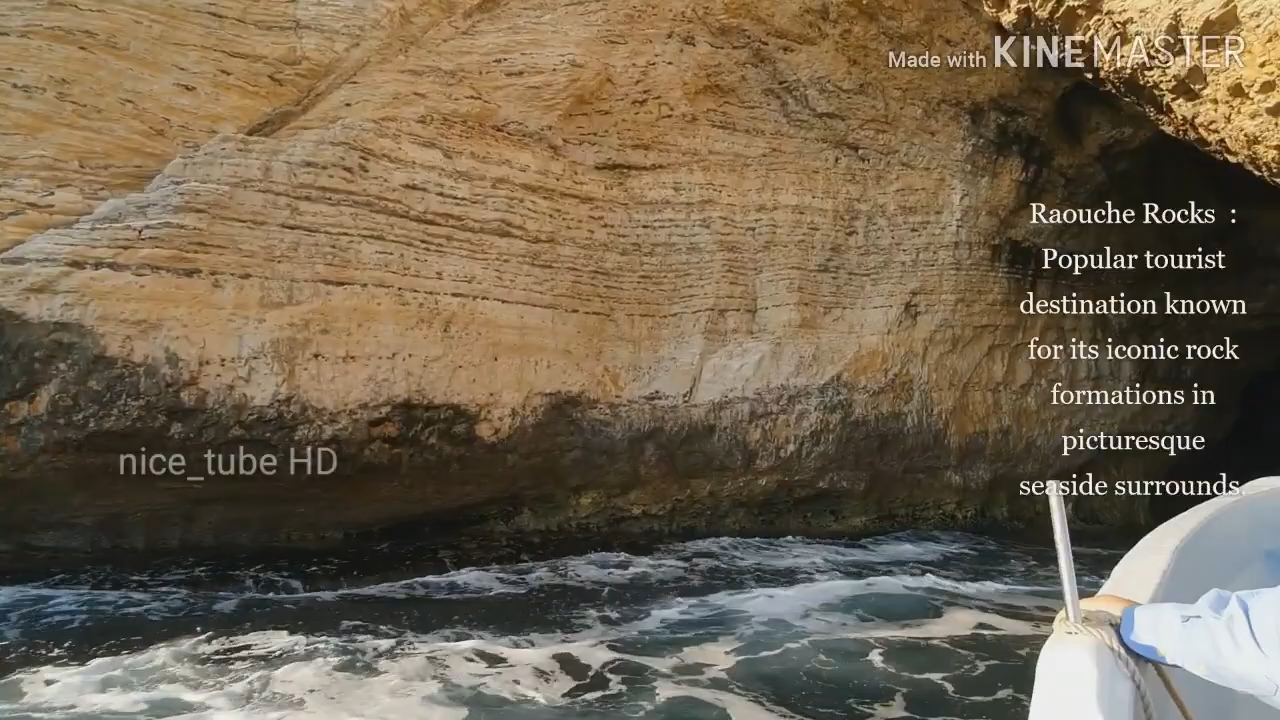 Made with KINEMASTER
Raouche Rocks :
Popular tourist
destination known
for its iconic rock
formations in
picturesque
seaside surrounds.
nice_tube HD